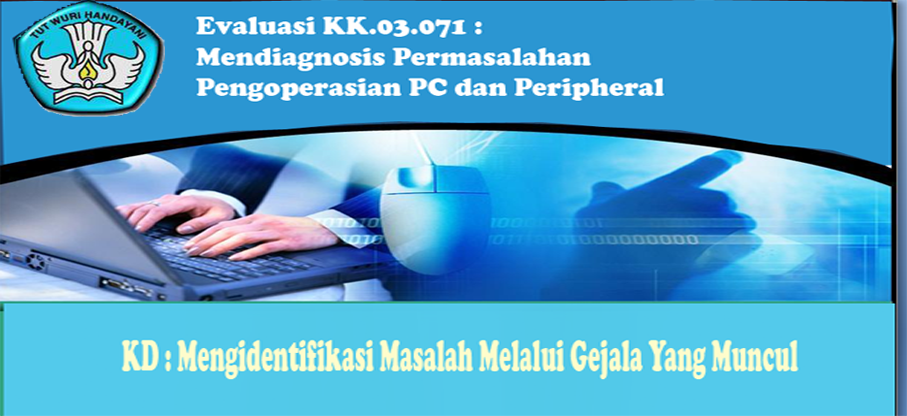 TUT WURI HANDAYANI
Evaluasi KK.03.071 :
Mendiagnosis Permasalahan
Pengoperasian PC dan Peripheral
KD : Mengidentifikasi Masalah Melalui Gejala Yang Muncul